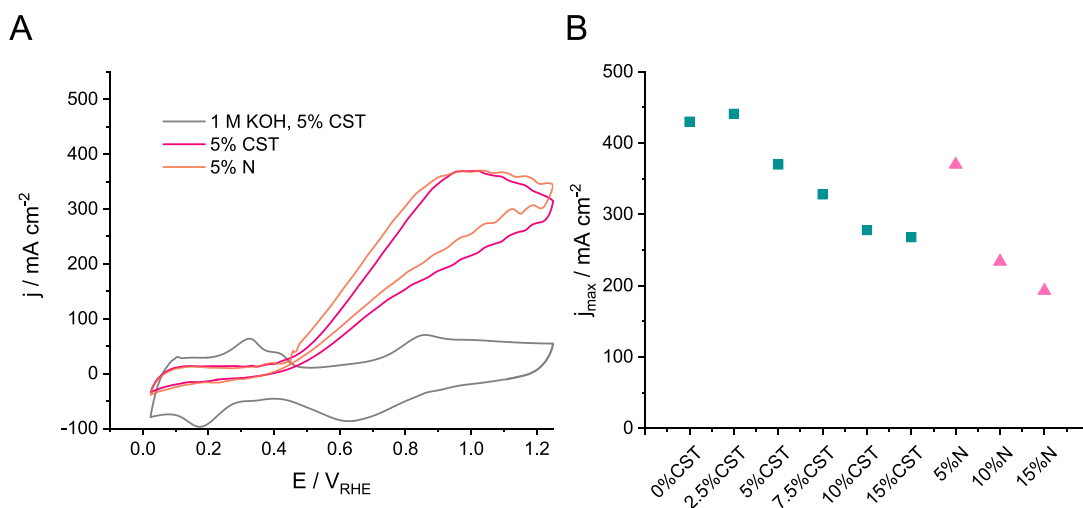 A
500
400
300
200
100
0
-100
j / mA cm⁻²
1 M KOH, 5% CST
5% CST
5% N
0.0 0.2 0.4 0.6 0.8 1.0 1.2
E / V_RHE
B
500
400
300
200
100
0
j_max / mA cm⁻²
0%CST
2.5%CST
5%CST
7.5%CST
10%CST
15%CST
5%N
10%N
15%N